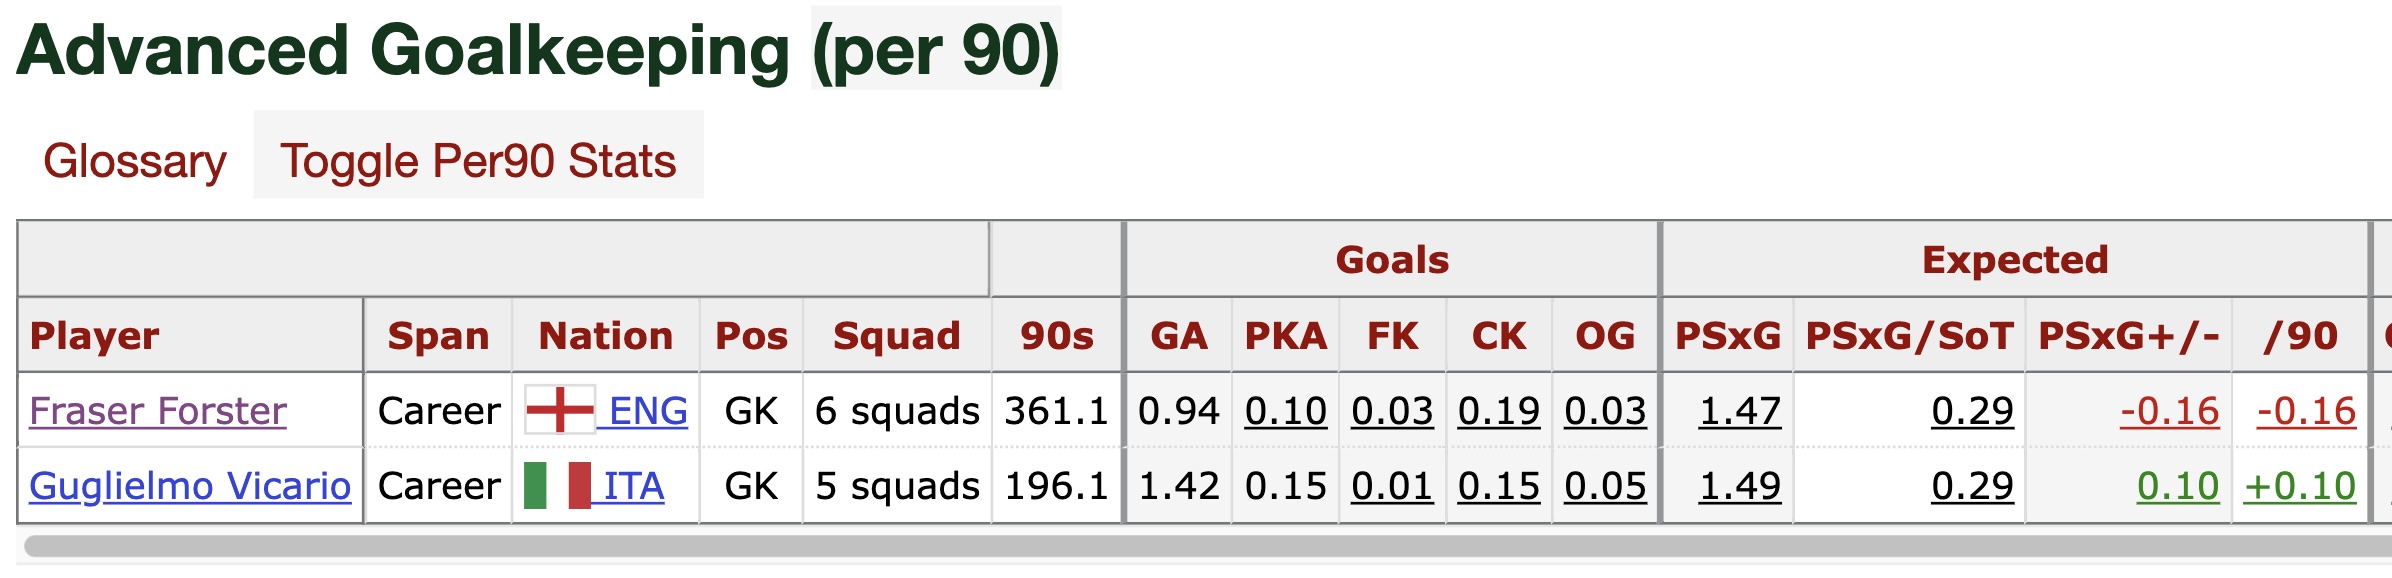 Advanced Goalkeeping (per 90)
Glossary Toggle Per90 Stats
Goals Expected
Player Span Nation Pos Squad 90s GA PKA FK CK OG PSxG PSxG/SoT PSxG+/- /90
Fraser Forster Career ENG GK 6 squads 361.1 0.94 0.10 0.03 0.19 0.03 1.47 0.29 -0.16 -0.16
Guglielmo Vicario Career ITA GK 5 squads 196.1 1.42 0.15 0.01 0.15 0.05 1.49 0.29 0.10 +0.10